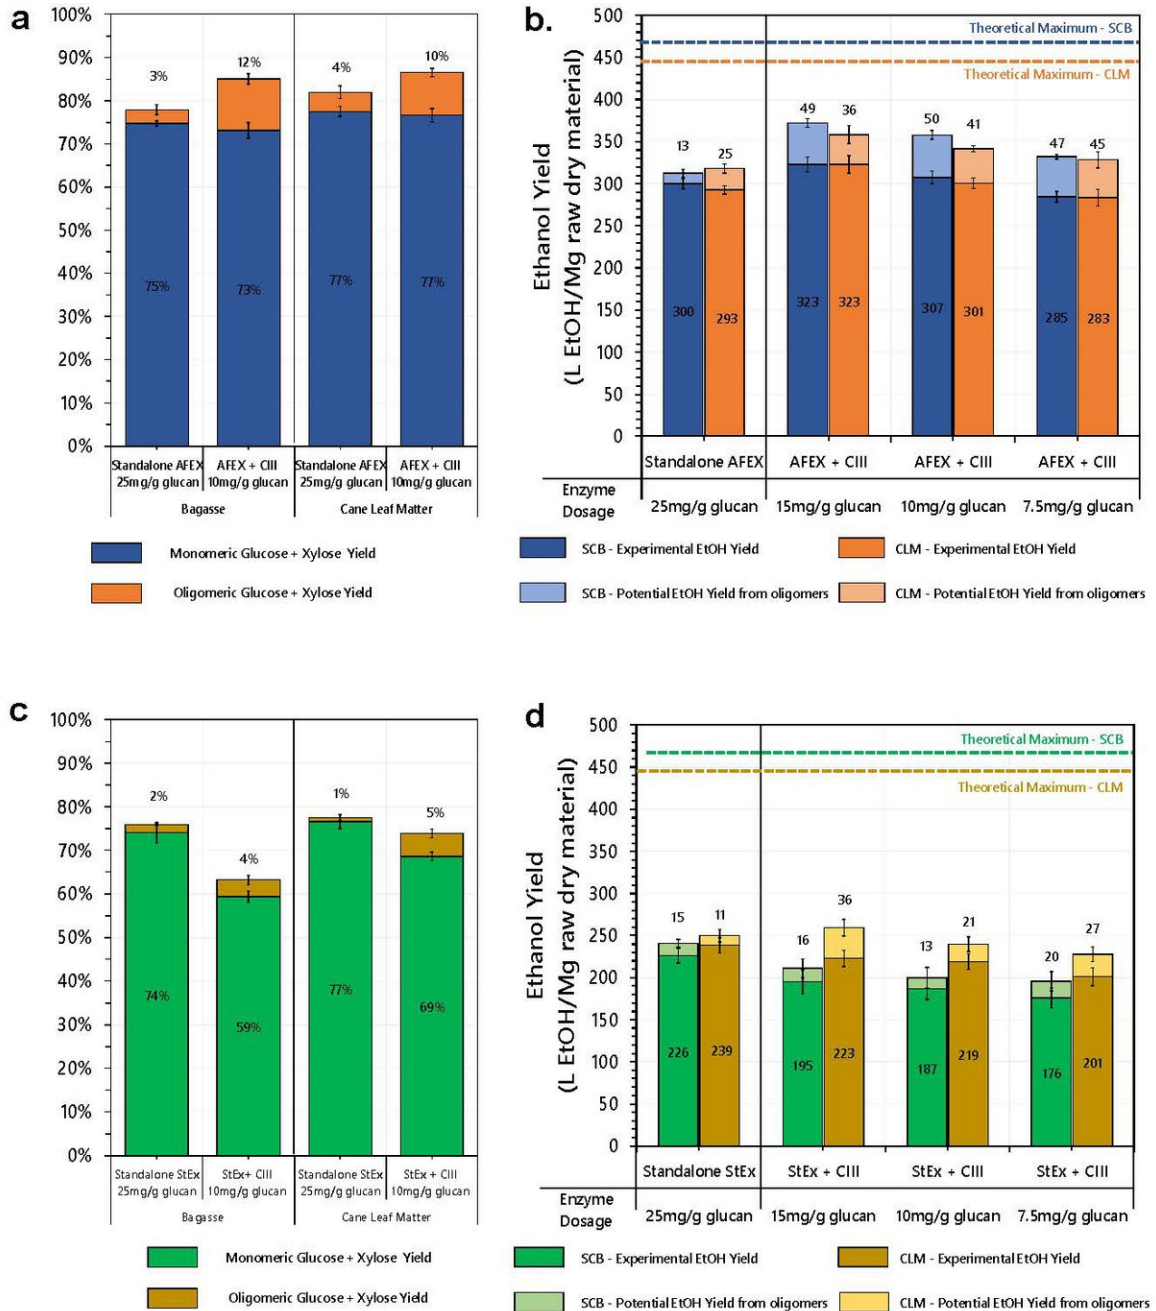 a
100%
90%
80%
70%
60%
50%
40%
30%
20%
10%
0%
3%
12%
4%
10%
75%
73%
77%
77%
Standalone AFEX
25mg/g glucan
AFEX + CIII
10mg/g glucan
Standalone AFEX
25mg/g glucan
AFEX + CIII
10mg/g glucan
Bagasse
Cane Leaf Matter
Monomeric Glucose + Xylose Yield
Oligomeric Glucose + Xylose Yield
b.
Ethanol Yield
(L EtOH/Mg raw dry material)
500
450
400
350
300
250
200
150
100
50
0
Theoretical Maximum - SCB
Theoretical Maximum - CLM
13
25
49
36
50
41
47
45
300
293
323
323
307
301
285
283
Standalone AFEX
AFEX + CIII
AFEX + CIII
AFEX + CIII
Enzyme
Dosage
25mg/g glucan
15mg/g glucan
10mg/g glucan
7.5mg/g glucan
SCB - Experimental EtOH Yield
CLM - Experimental EtOH Yield
SCB - Potential EtOH Yield from oligomers
CLM - Potential EtOH Yield from oligomers
c
100%
90%
80%
70%
60%
50%
40%
30%
20%
10%
0%
2%
4%
1%
5%
74%
59%
77%
69%
Standalone StEx
25mg/g glucan
StEx+ CIII
10mg/g glucan
Standalone StEx
25mg/g glucan
StEx + CIII
10mg/g glucan
Bagasse
Cane Leaf Matter
Monomeric Glucose + Xylose Yield
Oligomeric Glucose + Xylose Yield
d
Ethanol Yield
(L EtOH/Mg raw dry material)
500
450
400
350
300
250
200
150
100
50
0
Theoretical Maximum - SCB
Theoretical Maximum - CLM
15
11
16
36
13
21
20
27
226
239
195
223
187
219
176
201
Standalone StEx
StEx + CIII
StEx + CIII
StEx + CIII
Enzyme
Dosage
25mg/g glucan
15mg/g glucan
10mg/g glucan
7.5mg/g glucan
SCB - Experimental EtOH Yield
CLM - Experimental EtOH Yield
SCB - Potential EtOH Yield from oligomers
CLM - Potential EtOH Yield from oligomers